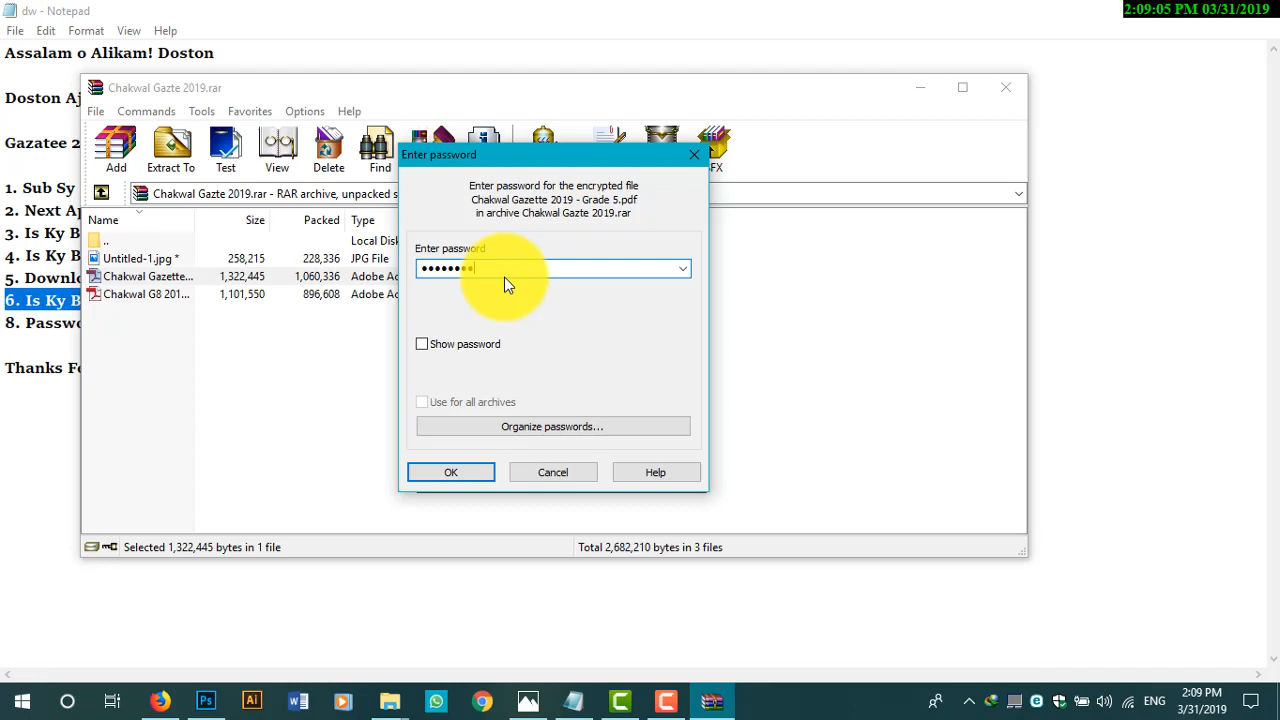 dw - Notepad
2:09:05 PM 03/31/2019
File Edit Format View Help
Assalam o Alikam! Doston
Doston Aj
Gazatee 2
1. Sub Sy
2. Next Ap
3. Is Ky B
4. Is Ky B
5. Downlo
6. Is Ky B
8. Passwo
Thanks Fo
Chakwal Gazte 2019.rar
File Commands Tools Favorites Options Help
Add Extract To Test View Delete Find
Chakwal Gazte 2019.rar - RAR archive, unpacked s
Name Size Packed Type
.. Local Disk
Untitled-1.jpg * 258,215 228,336 JPG File
Chakwal Gazette... 1,322,445 1,060,336 Adobe Ac
Chakwal G8 201... 1,101,550 896,608 Adobe Ac
Selected 1,322,445 bytes in 1 file
Total 2,682,210 bytes in 3 files
Enter password
Enter password for the encrypted file
Chakwal Gazette 2019 - Grade 5.pdf
in archive Chakwal Gazte 2019.rar
Enter password
Show password
Use for all archives
Organize passwords...
OK Cancel Help
ENG
2:09 PM
3/31/2019